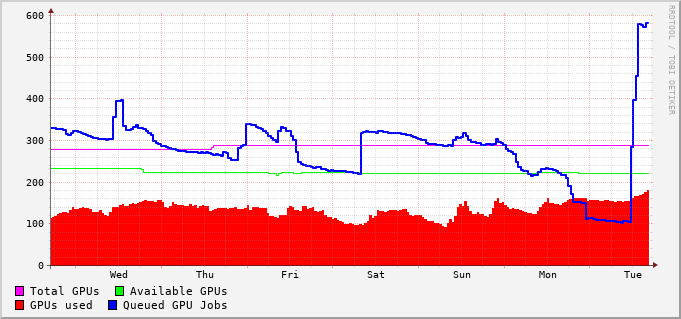 RRDTOOL / TOBI OETIKER
600
500
400
300
200
100
0
Wed Thu Fri Sat Sun Mon Tue
Total GPUs Available GPUs
GPUs used Queued GPU Jobs